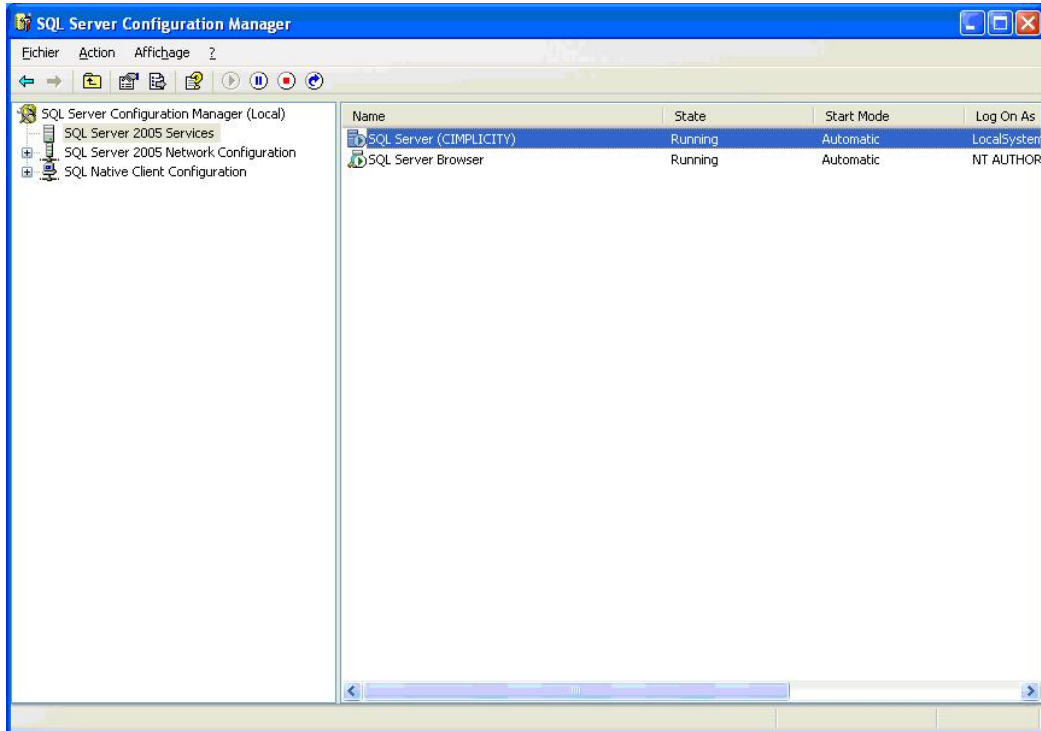 SQL Server Configuration Manager
Fichier Action Affichage ?
SQL Server Configuration Manager (Local)
SQL Server 2005 Services
SQL Server 2005 Network Configuration
SQL Native Client Configuration
Name State Start Mode Log On As
SQL Server (CIMPLICITY) Running Automatic LocalSystem
SQL Server Browser Running Automatic NT AUTHOR